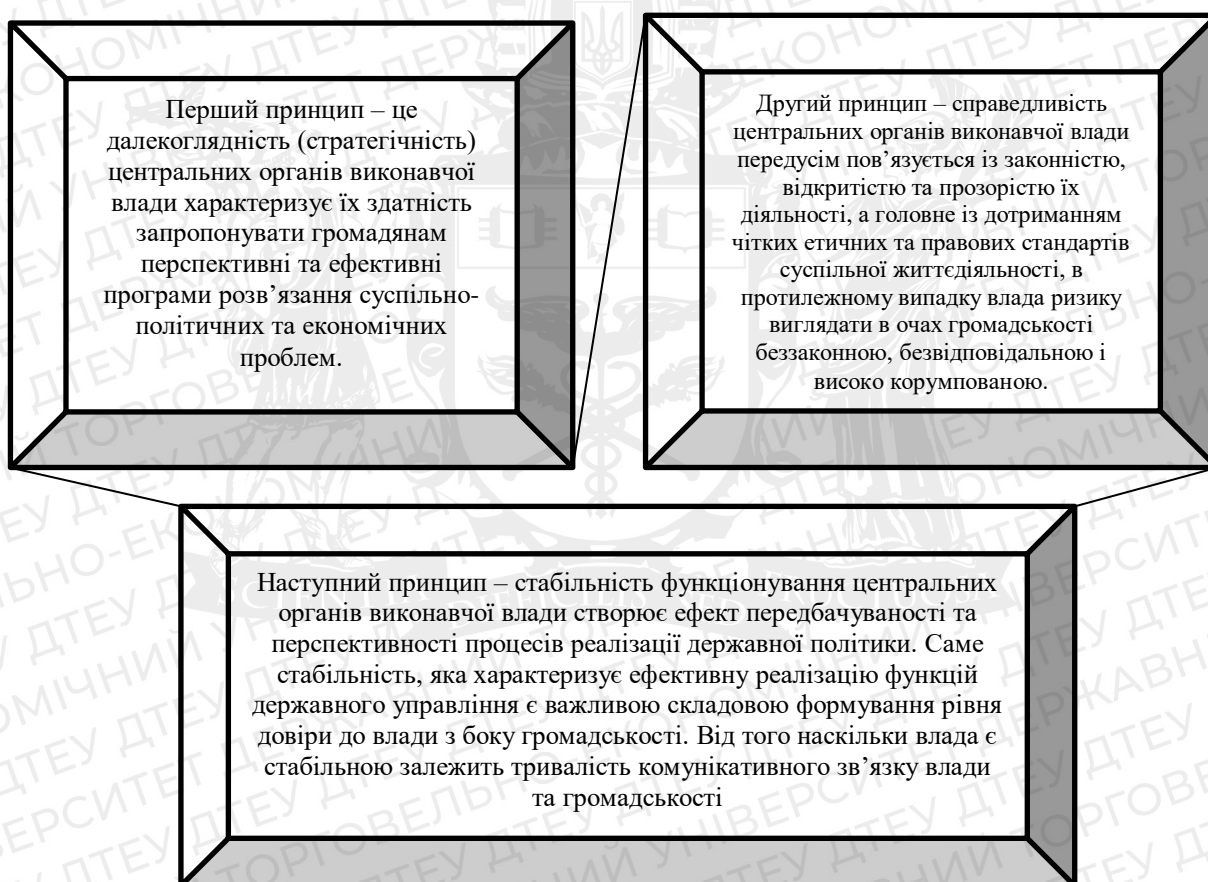 Перший принцип – це
далекоглядність (стратегічність)
центральних органів виконавчої
влади характеризує їх здатність
запропонувати громадянам
перспективні та ефективні
програми розв’язання суспільно-
політичних та економічних
проблем.
Другий принцип – справедливість
центральних органів виконавчої влади
передусім пов’язується із законністю,
відкритістю та прозорістю їх
діяльності, а головне із дотриманням
чітких етичних та правових стандартів
суспільної життєдіяльності, в
протилежному випадку влада ризику
виглядати в очах громадськості
беззаконною, безвідповідальною і
високо корумпованою.
Наступний принцип – стабільність функціонування центральних
органів виконавчої влади створює ефект передбачуваності та
перспективності процесів реалізації державної політики. Саме
стабільність, яка характеризує ефективну реалізацію функцій
державного управління є важливою складовою формування рівня
довіри до влади з боку громадськості. Від того наскільки влада є
стабільною залежить тривалість комунікативного зв’язку влади
та громадськості